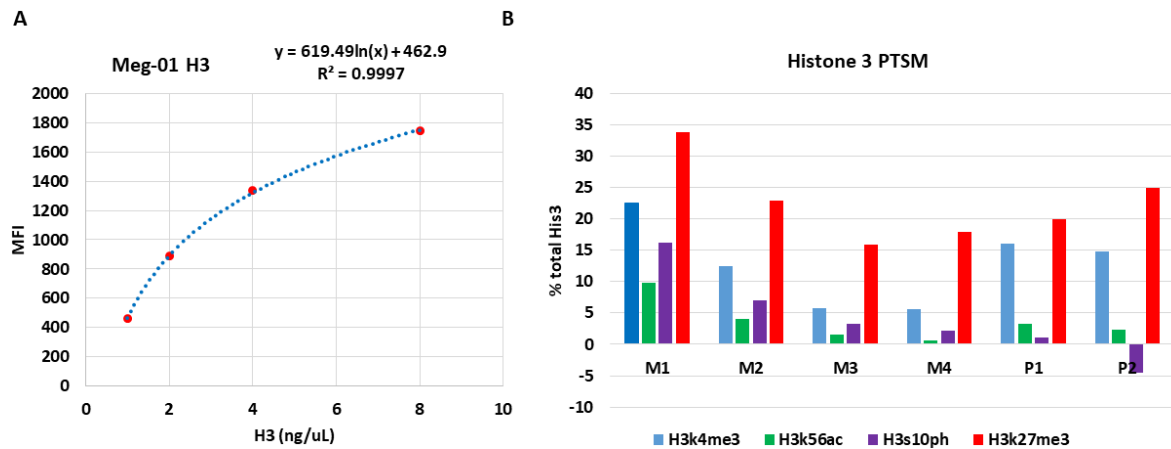 A
B
Meg-01 H3
y = 619.49ln(x) + 462.9
R² = 0.9997
2000
1800
1600
1400
1200
1000
800
600
400
200
0
MFI
0 2 4 6 8 10
H3 (ng/uL)
Histone 3 PTSM
40
35
30
25
20
15
10
5
0
-5
-10
% total His3
M1 M2 M3 M4 P1 P2
H3k4me3 H3k56ac H3s10ph H3k27me3